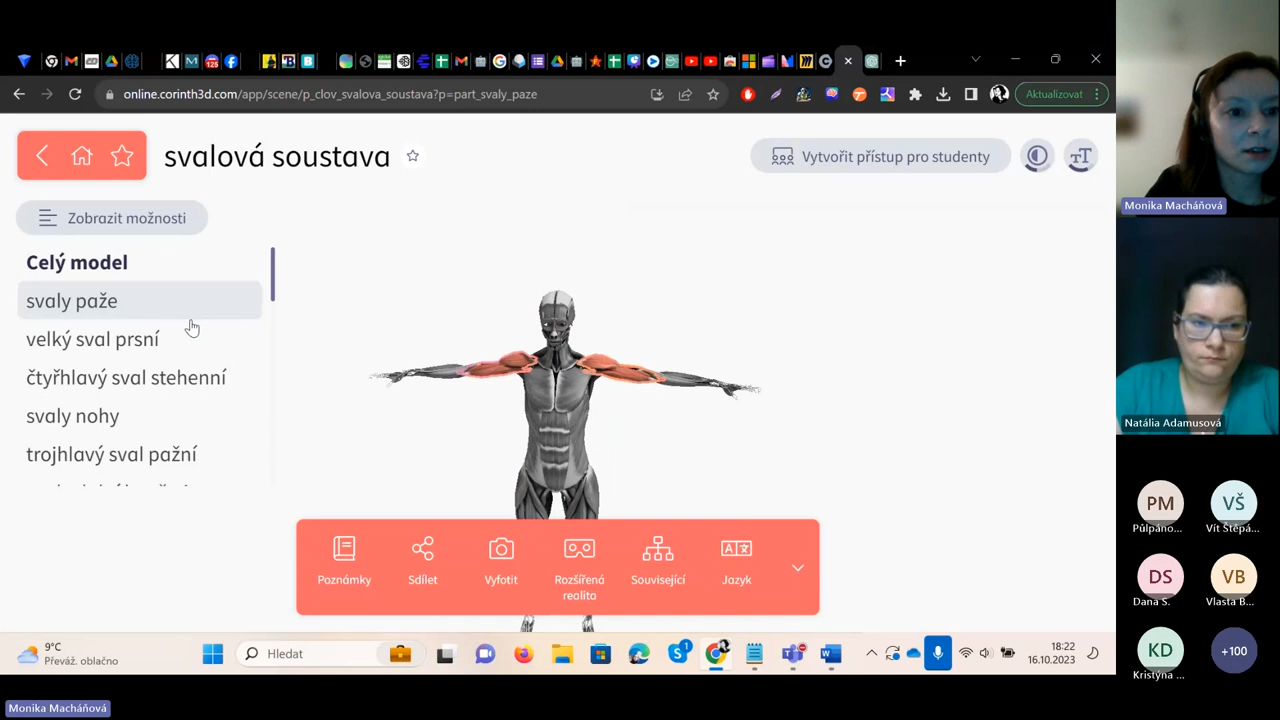 online.corinth3d.com/app/scene/p_clov_svalova_soustava?p=part_svaly_paze
Aktualizovat
svalová soustava
Vytvořit přístup pro studenty
Zobrazit možnosti
Celý model
svaly paže
velký sval prsní
čtyřhlavý sval stehenní
svaly nohy
trojhlavý sval pažní
Poznámky
Sdílet
Vyfotit
Rozšířená
realita
Související
Jazyk
9°C
Převáž. oblačno
Hledat
18:22
16.10.2023
Monika Macháňová
Monika Macháňová
Natália Adamusová
PM
Půlpáno...
VŠ
Vít Štěpá...
DS
Dana S.
VB
Vlasta B...
KD
Kristýna ...
+100